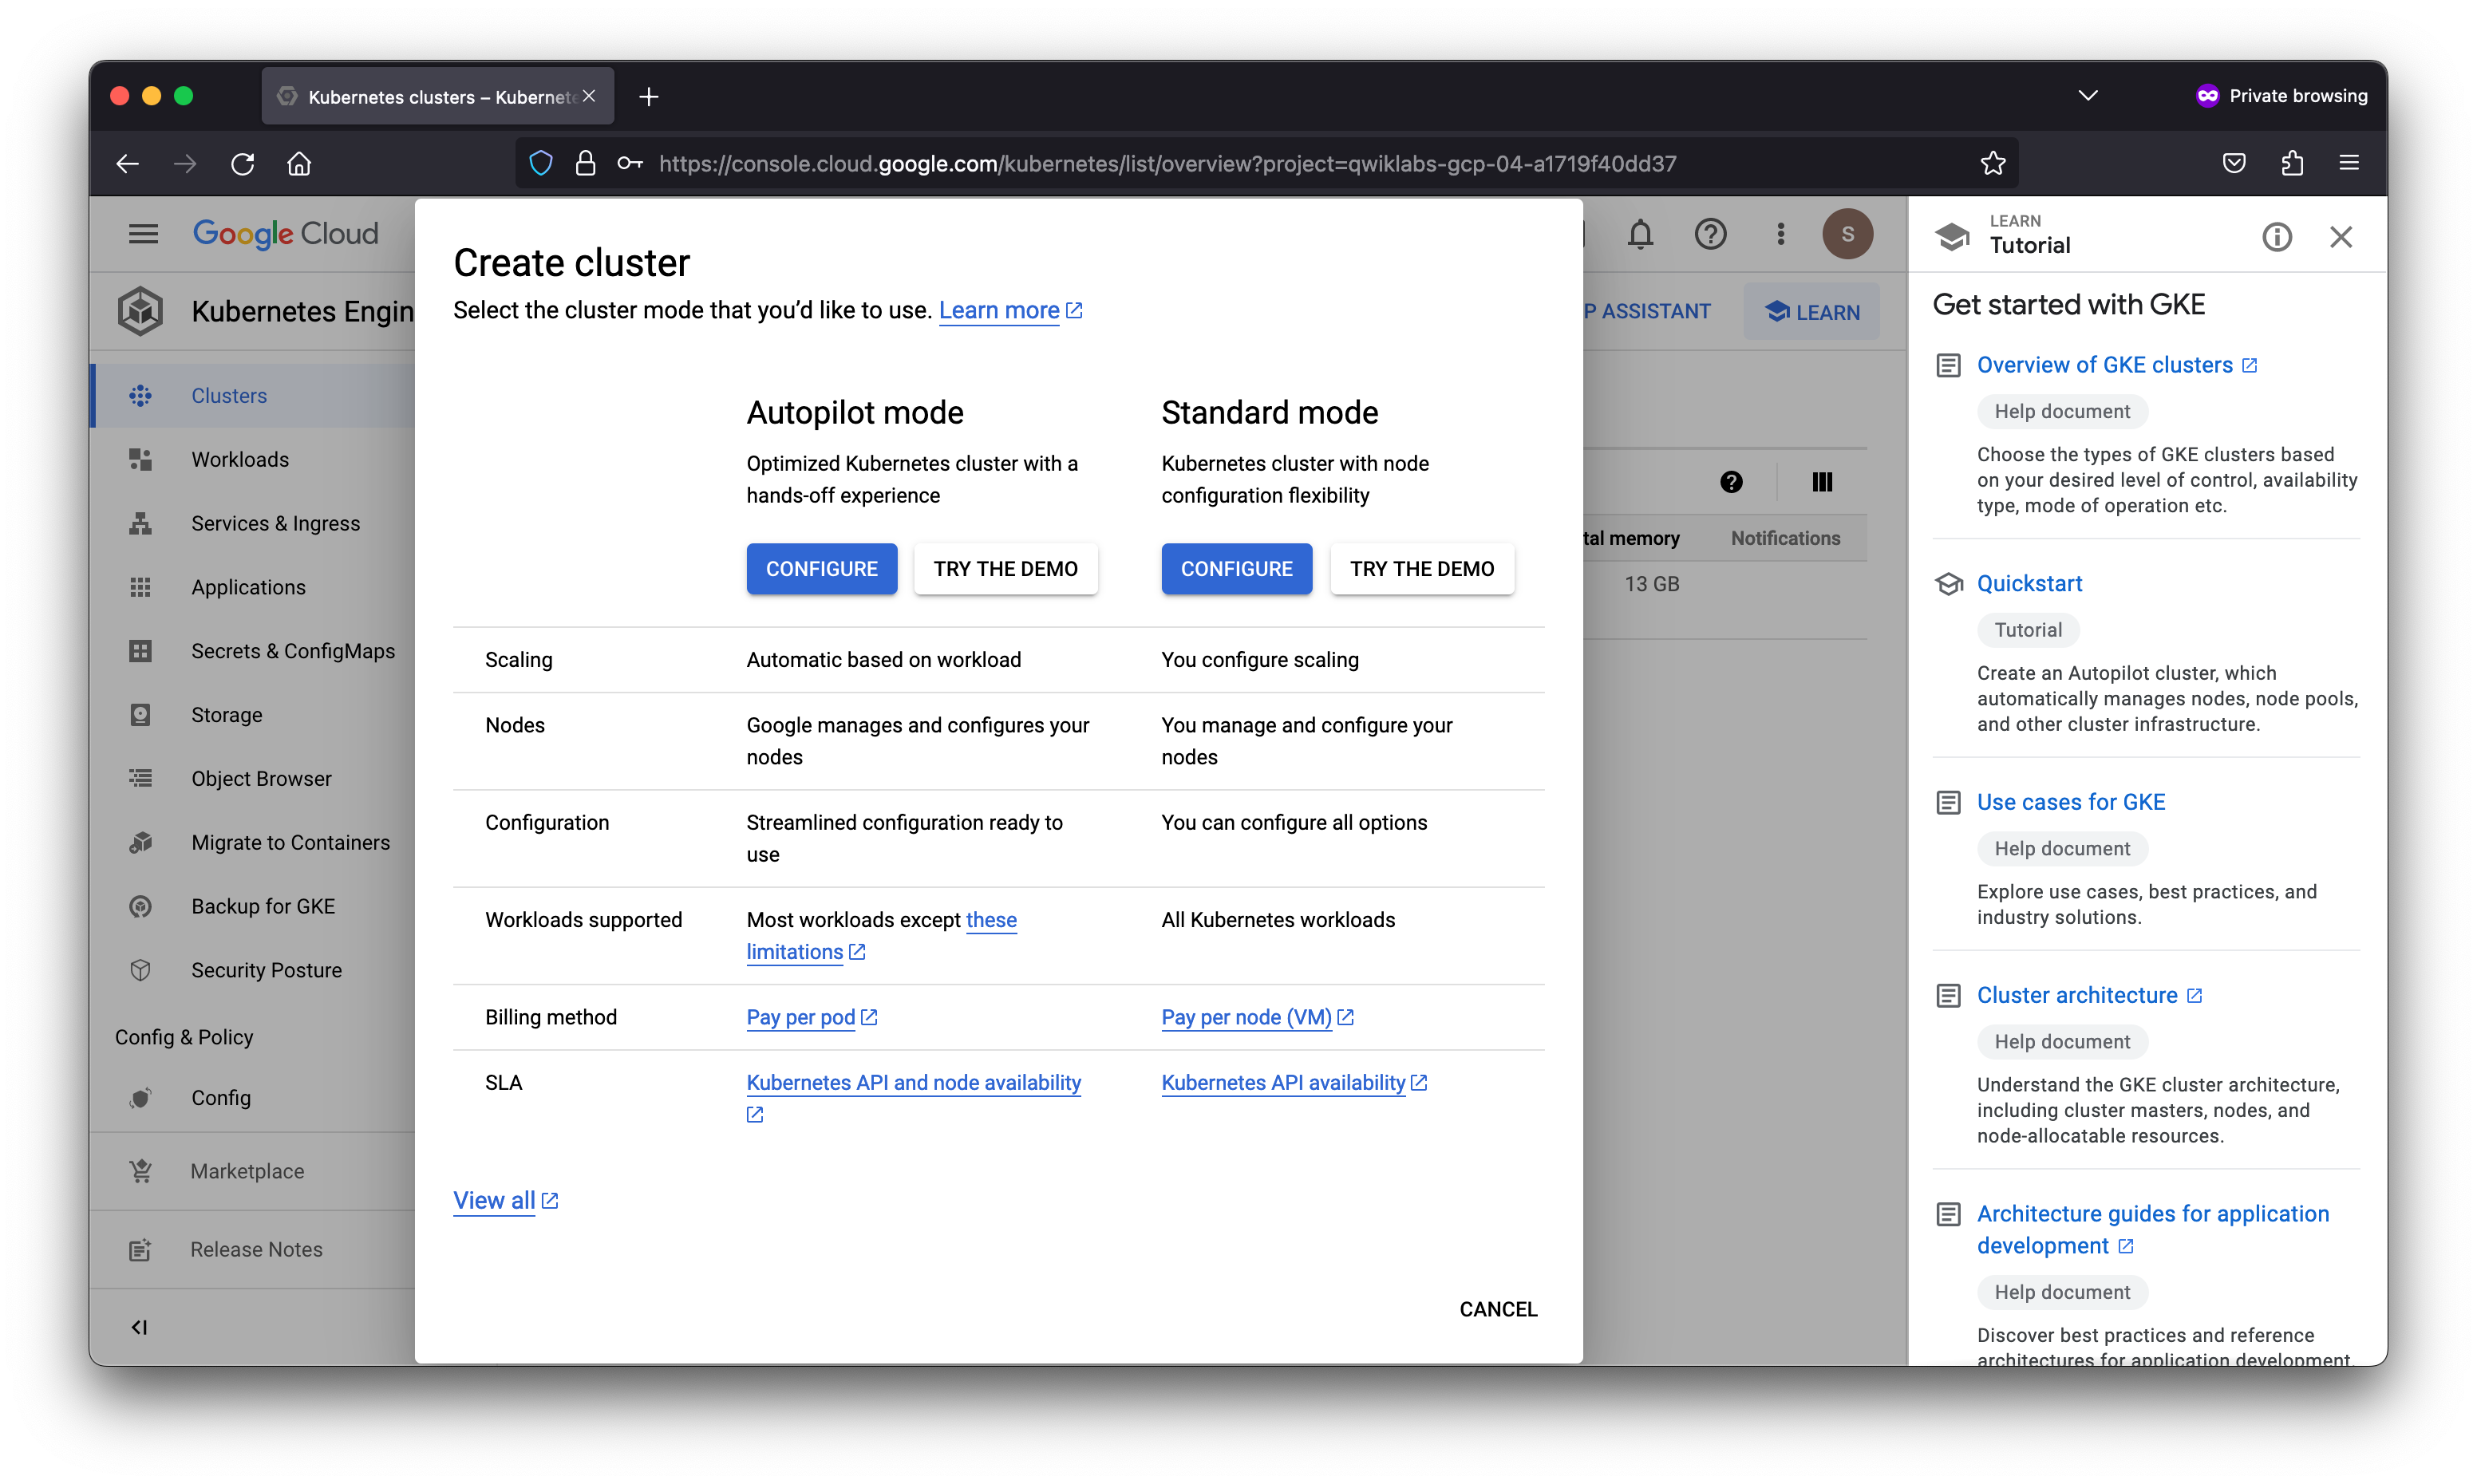 Kubernetes clusters – Kubernete
Private browsing
https://console.cloud.google.com/kubernetes/list/overview?project=qwiklabs-gcp-04-a1719f40dd37
Google Cloud
S
Kubernetes Engin
P ASSISTANT
LEARN
Clusters
Workloads
Services & Ingress
Applications
Secrets & ConfigMaps
Storage
Object Browser
Migrate to Containers
Backup for GKE
Security Posture
Config & Policy
Config
Marketplace
Release Notes
Create cluster
Select the cluster mode that you’d like to use. Learn more
Autopilot mode
Optimized Kubernetes cluster with a
hands-off experience
CONFIGURE
TRY THE DEMO
Standard mode
Kubernetes cluster with node
configuration flexibility
CONFIGURE
TRY THE DEMO
Scaling
Automatic based on workload
You configure scaling
Nodes
Google manages and configures your
nodes
You manage and configure your
nodes
Configuration
Streamlined configuration ready to
use
You can configure all options
Workloads supported
Most workloads except these
limitations
All Kubernetes workloads
Billing method
Pay per pod
Pay per node (VM)
SLA
Kubernetes API and node availability
Kubernetes API availability
View all
CANCEL
tal memory
Notifications
13 GB
LEARN
Tutorial
Get started with GKE
Overview of GKE clusters
Help document
Choose the types of GKE clusters based
on your desired level of control, availability
type, mode of operation etc.
Quickstart
Tutorial
Create an Autopilot cluster, which
automatically manages nodes, node pools,
and other cluster infrastructure.
Use cases for GKE
Help document
Explore use cases, best practices, and
industry solutions.
Cluster architecture
Help document
Understand the GKE cluster architecture,
including cluster masters, nodes, and
node-allocatable resources.
Architecture guides for application
development
Help document
Discover best practices and reference
architectures for application development.